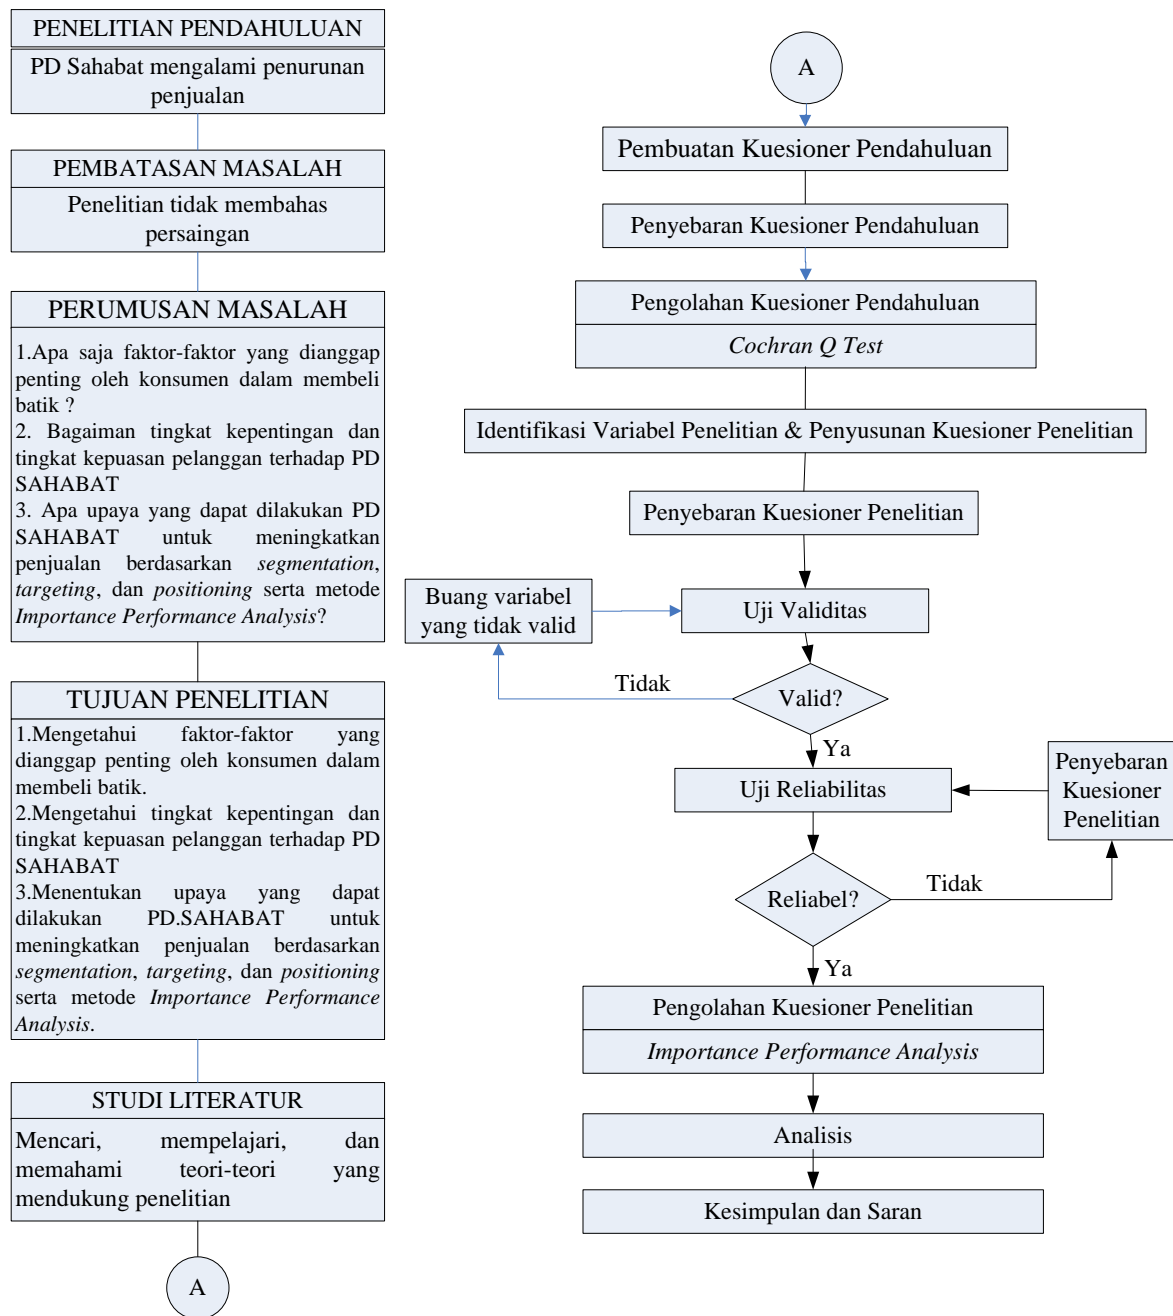 PENELITIAN PENDAHULUAN
PD Sahabat mengalami penurunan
penjualan
PEMBATASAN MASALAH
Penelitian tidak membahas
persaingan
PERUMUSAN MASALAH
1.Apa saja faktor-faktor yang dianggap
penting oleh konsumen dalam membeli
batik ?
2. Bagaiman tingkat kepentingan dan
tingkat kepuasan pelanggan terhadap PD
SAHABAT
3. Apa upaya yang dapat dilakukan PD
SAHABAT untuk meningkatkan
penjualan berdasarkan segmentation,
targeting, dan positioning serta metode
Importance Performance Analysis?
TUJUAN PENELITIAN
1.Mengetahui faktor-faktor yang
dianggap penting oleh konsumen dalam
membeli batik.
2.Mengetahui tingkat kepentingan dan
tingkat kepuasan pelanggan terhadap PD
SAHABAT
3.Menentukan upaya yang dapat
dilakukan PD.SAHABAT untuk
meningkatkan penjualan berdasarkan
segmentation, targeting, dan positioning
serta metode Importance Performance
Analysis.
STUDI LITERATUR
Mencari, mempelajari, dan
memahami teori-teori yang
mendukung penelitian
A
A
Pembuatan Kuesioner Pendahuluan
Penyebaran Kuesioner Pendahuluan
Pengolahan Kuesioner Pendahuluan
Cochran Q Test
Identifikasi Variabel Penelitian & Penyusunan Kuesioner Penelitian
Penyebaran Kuesioner Penelitian
Buang variabel
yang tidak valid
Uji Validitas
Tidak
Valid?
Ya
Uji Reliabilitas
Penyebaran
Kuesioner
Penelitian
Reliabel?
Tidak
Ya
Pengolahan Kuesioner Penelitian
Importance Performance Analysis
Analisis
Kesimpulan dan Saran